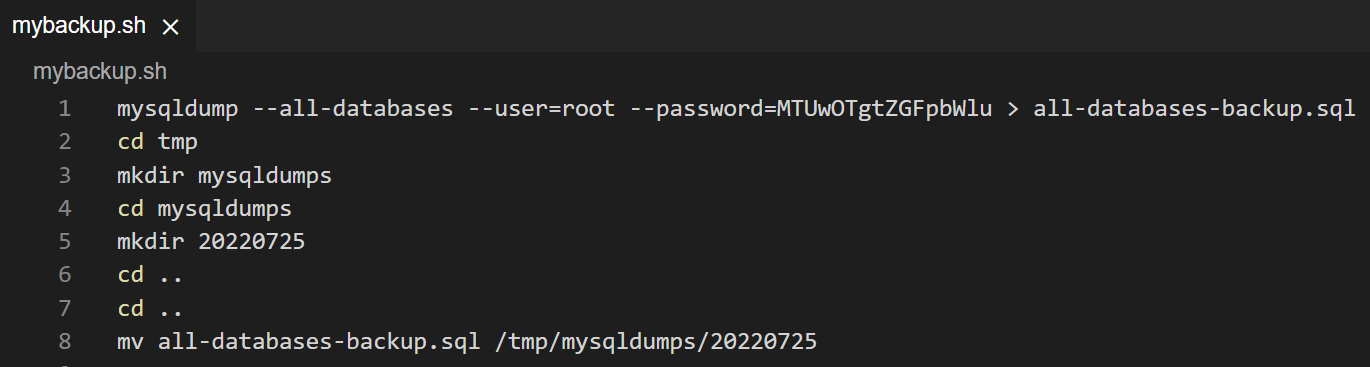 mybackup.sh ×
mybackup.sh
1 mysqldump --all-databases --user=root --password=MTUwOTgtZGFpbWlu > all-databases-backup.sql
2 cd tmp
3 mkdir mysqldumps
4 cd mysqldumps
5 mkdir 20220725
6 cd ..
7 cd ..
8 mv all-databases-backup.sql /tmp/mysqldumps/20220725